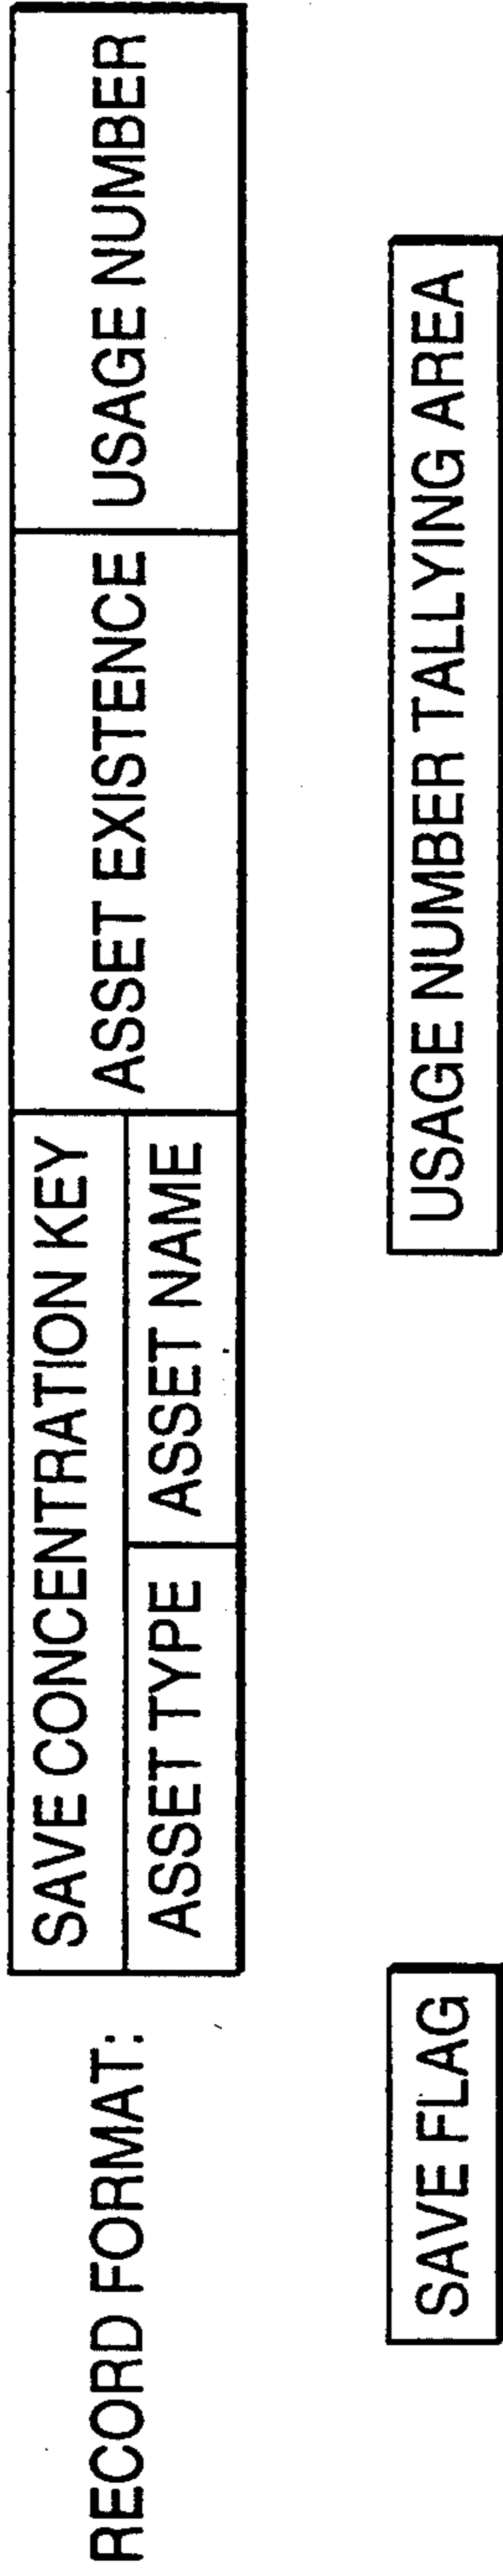 RECORD FORMAT:
SAVE CONCENTRATION KEY
ASSET TYPE
ASSET NAME
ASSET EXISTENCE
USAGE NUMBER
SAVE FLAG
USAGE NUMBER TALLYING AREA